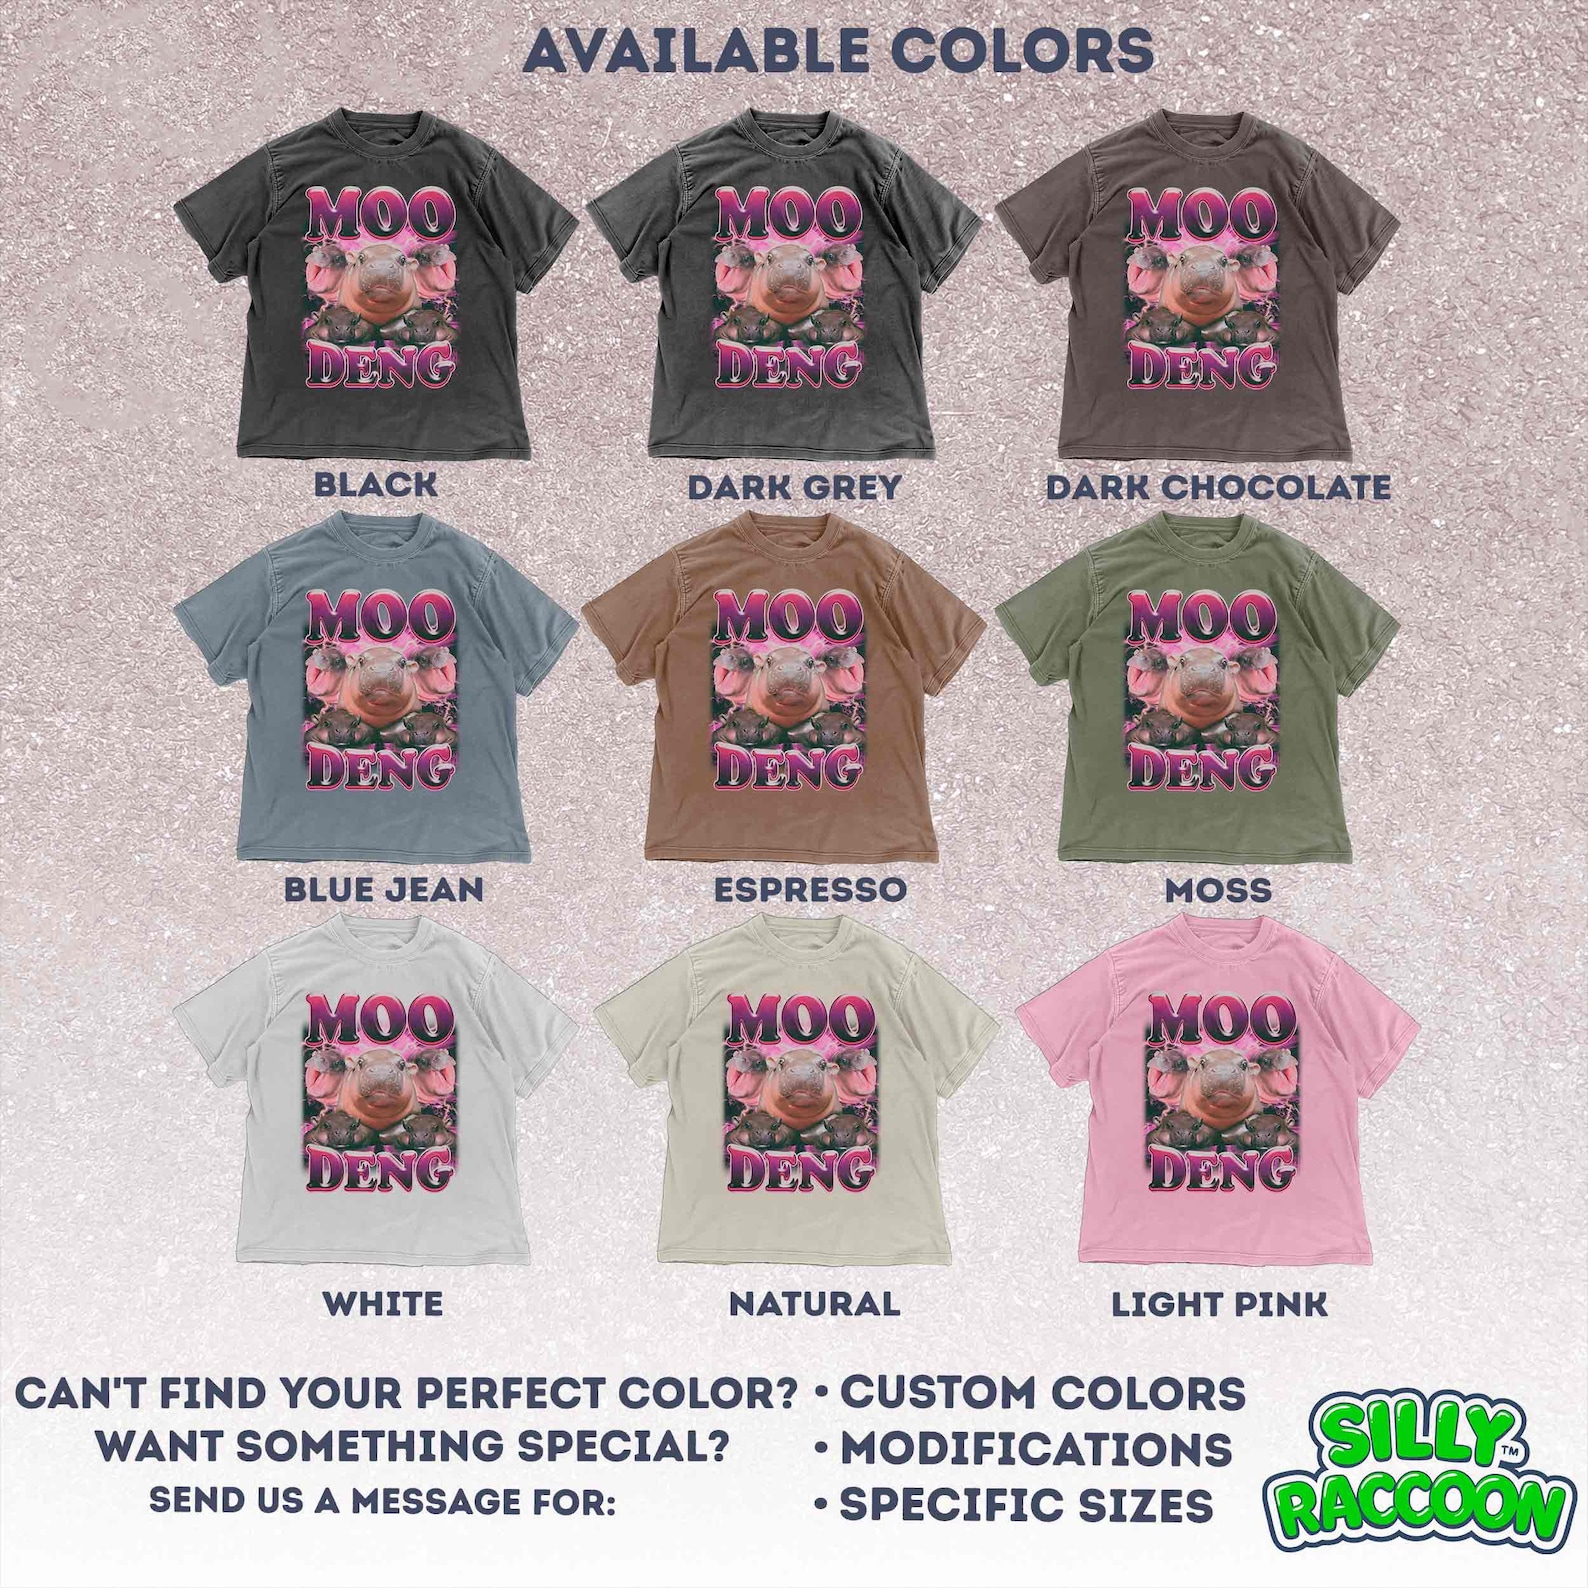 AVAILABLE COLORS
MOO
DENG
MOO
DENG
MOO
DENG
BLACK
DARK GREY
DARK CHOCOLATE
MOO
DENG
MOO
DENG
MOO
DENG
BLUE JEAN
ESPRESSO
MOSS
MOO
DENG
MOO
DENG
MOO
DENG
WHITE
NATURAL
LIGHT PINK
CAN'T FIND YOUR PERFECT COLOR?
WANT SOMETHING SPECIAL?
SEND US A MESSAGE FOR:
• CUSTOM COLORS
• MODIFICATIONS
• SPECIFIC SIZES
SILLY™
RACCOON